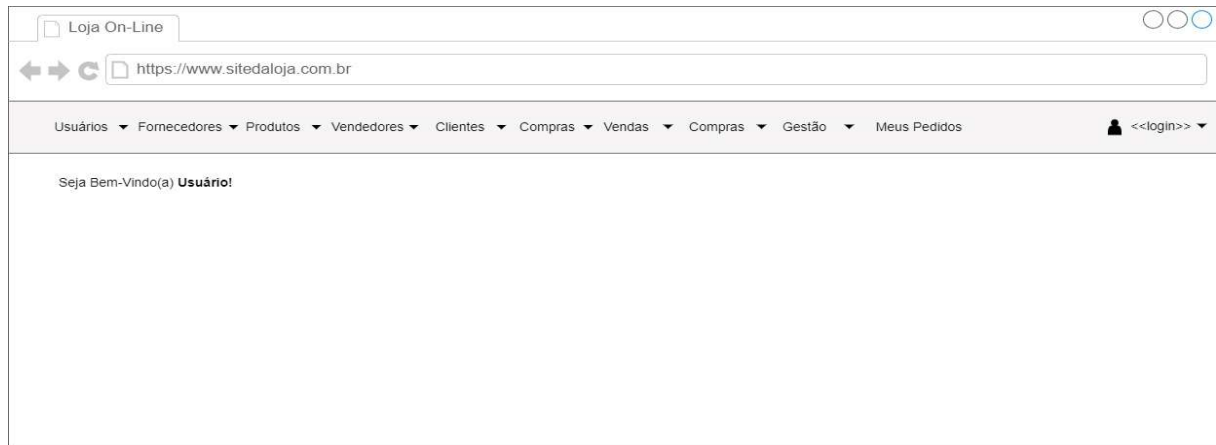 Loja On-Line
https://www.sitedaloja.com.br
Usuários Fornecedores Produtos Vendedores Clientes Compras Vendas Compras Gestão Meus Pedidos <<login>>
Seja Bem-Vindo(a) Usuário!